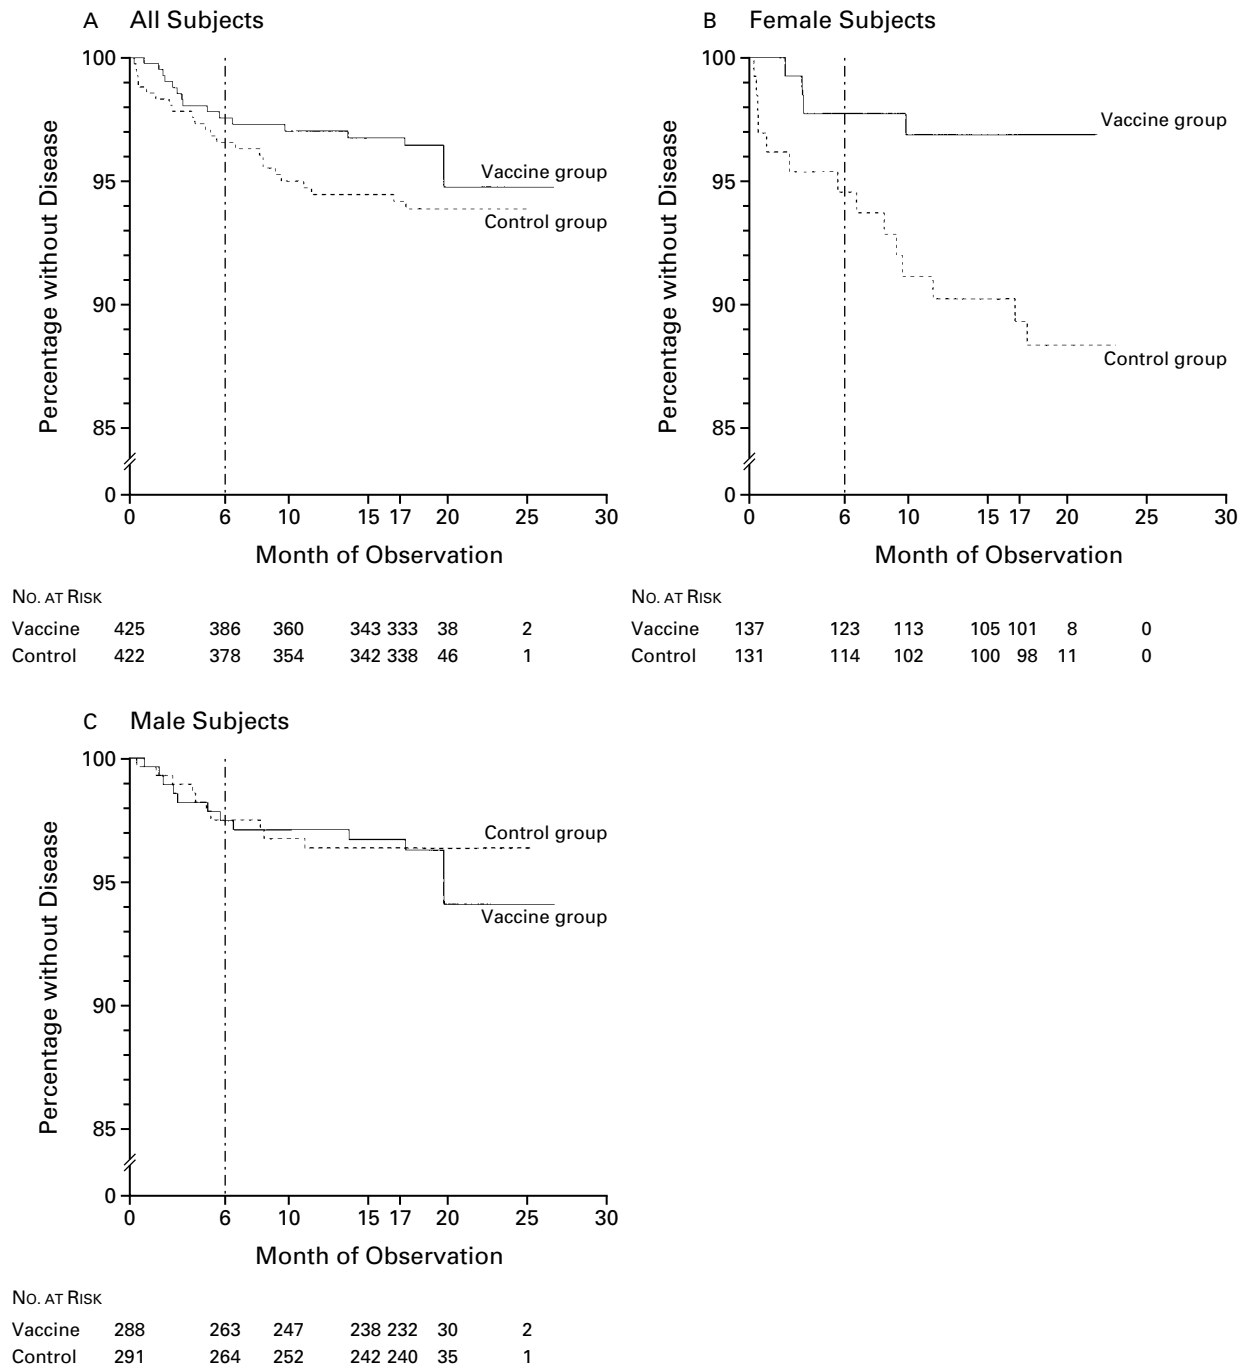 A All Subjects
Percentage without Disease
100
95
90
85
0
Vaccine group
Control group
0 6 10 15 17 20 25 30
Month of Observation
NO. AT RISK
Vaccine 425 386 360 343 333 38 2
Control 422 378 354 342 338 46 1
B Female Subjects
Percentage without Disease
100
95
90
85
0
Vaccine group
Control group
0 6 10 15 17 20 25 30
Month of Observation
NO. AT RISK
Vaccine 137 123 113 105 101 8 0
Control 131 114 102 100 98 11 0
C Male Subjects
Percentage without Disease
100
95
90
85
0
Control group
Vaccine group
0 6 10 15 17 20 25 30
Month of Observation
NO. AT RISK
Vaccine 288 263 247 238 232 30 2
Control 291 264 252 242 240 35 1